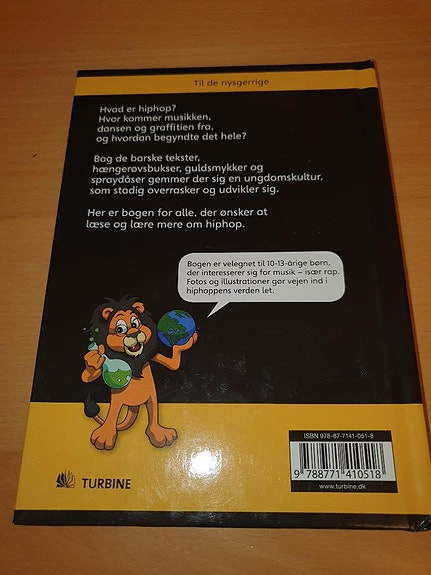 Til de nysgerrige
Hvad er hiphop?
Hvor kommer musikken,
dansen og graffitien fra,
og hvordan begyndte det hele?
Bag de barske tekster,
hængerøvsbukser, guldsmykker og
spraydåser gemmer der sig en ungdomskultur,
som stadig overrasker og udvikler sig.
Her er bogen for alle, der ønsker at
læse og lære mere om hiphop.
Bogen er velegnet til 10-13-årige børn,
der interesserer sig for musik – især rap.
Fotos og illustrationer gør vejen ind i
hiphoppens verden let.
ISBN 978-87-7141-051-8
9 788771 410518
www.turbine.dk
TURBINE